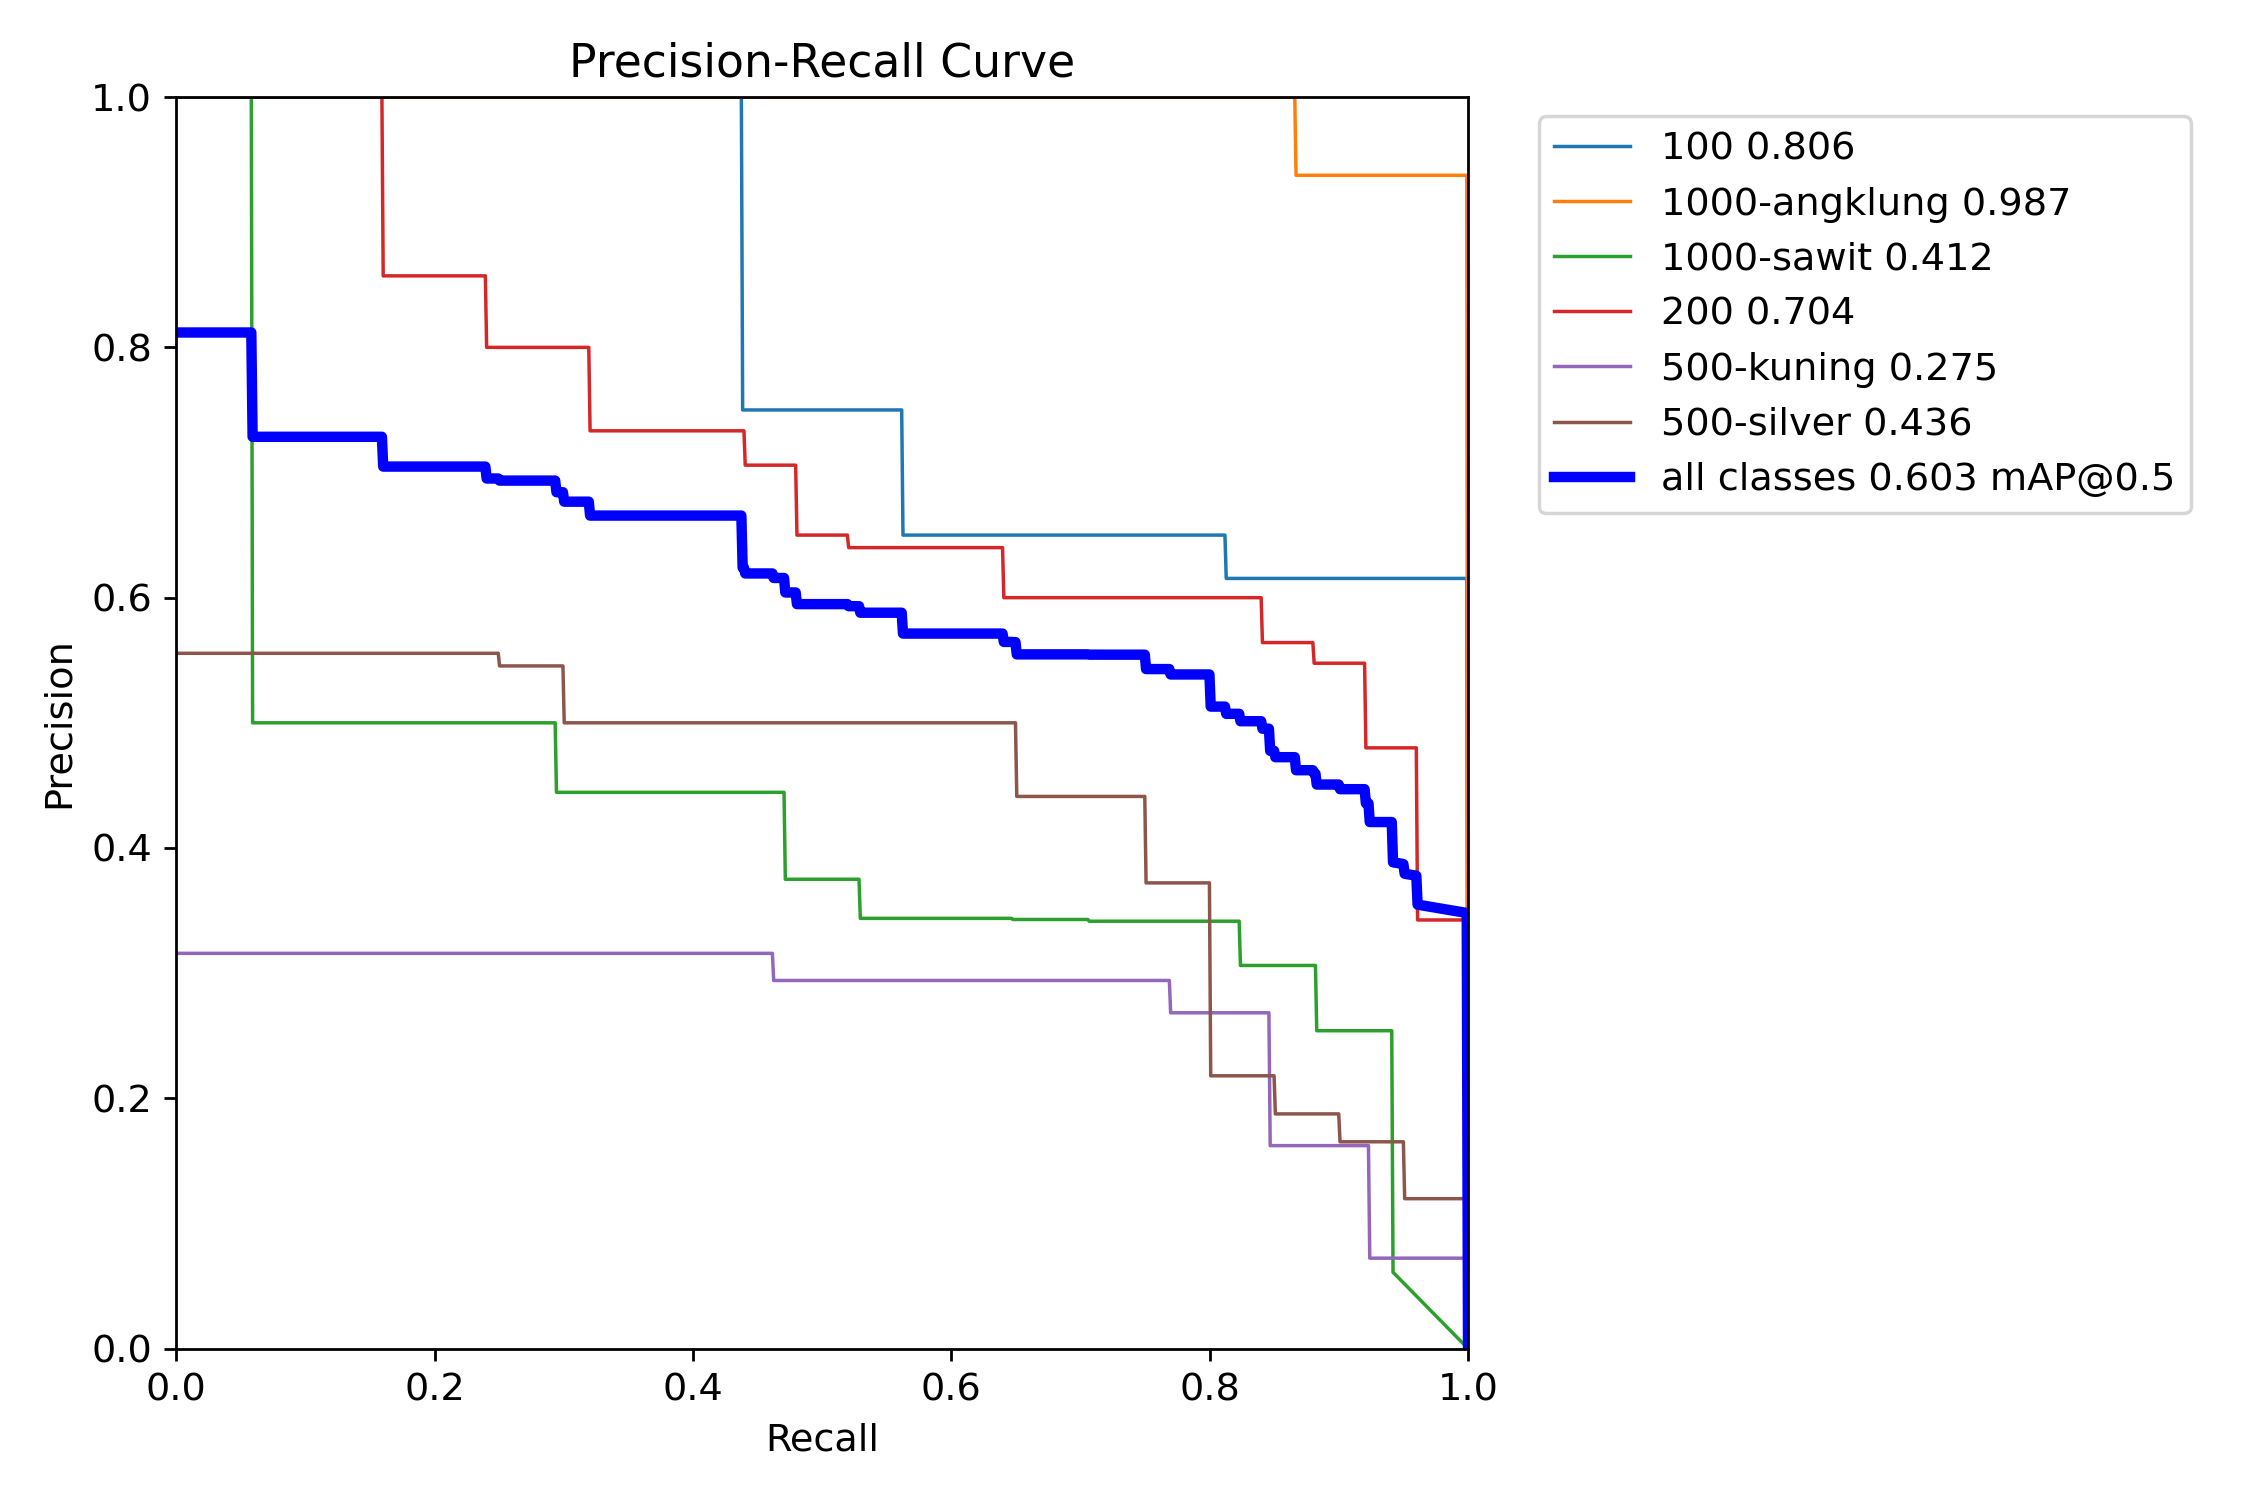 Precision-Recall Curve
1.0
0.8
0.6
0.4
0.2
0.0
Precision
0.0 0.2 0.4 0.6 0.8 1.0
Recall
100 0.806
1000-angklung 0.987
1000-sawit 0.412
200 0.704
500-kuning 0.275
500-silver 0.436
all classes 0.603 mAP@0.5